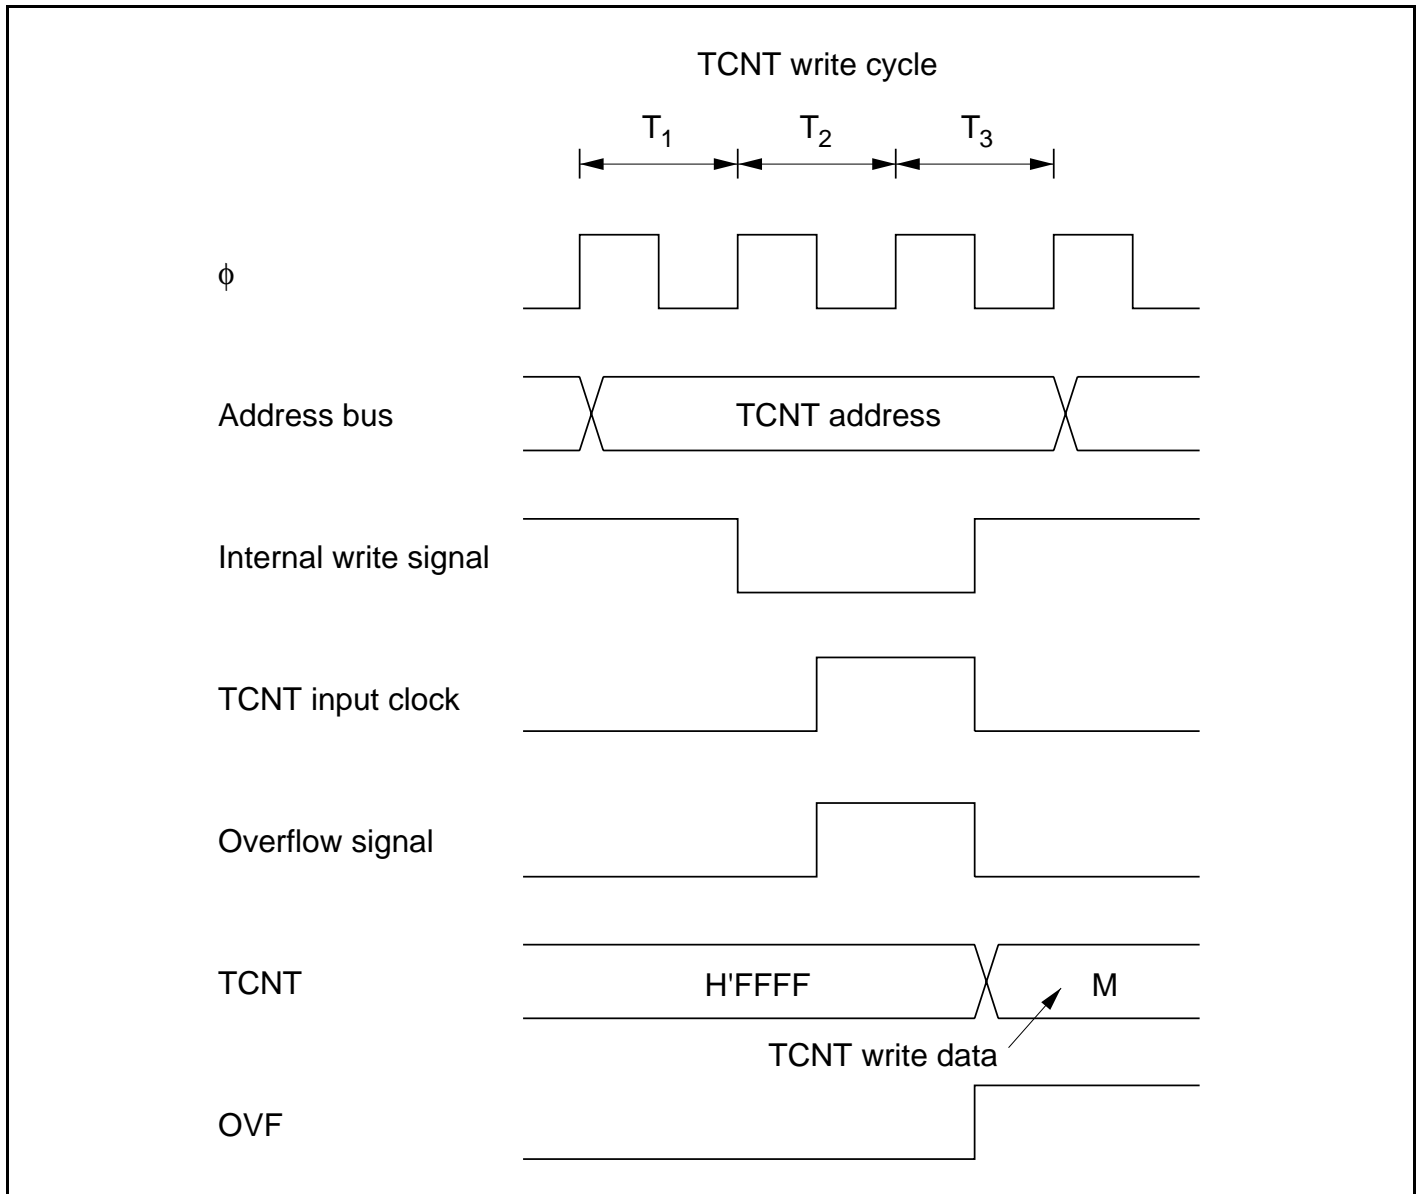 TCNT write cycle
T1 T2 T3
ϕ
Address bus TCNT address
Internal write signal
TCNT input clock
Overflow signal
TCNT H'FFFF M
TCNT write data
OVF